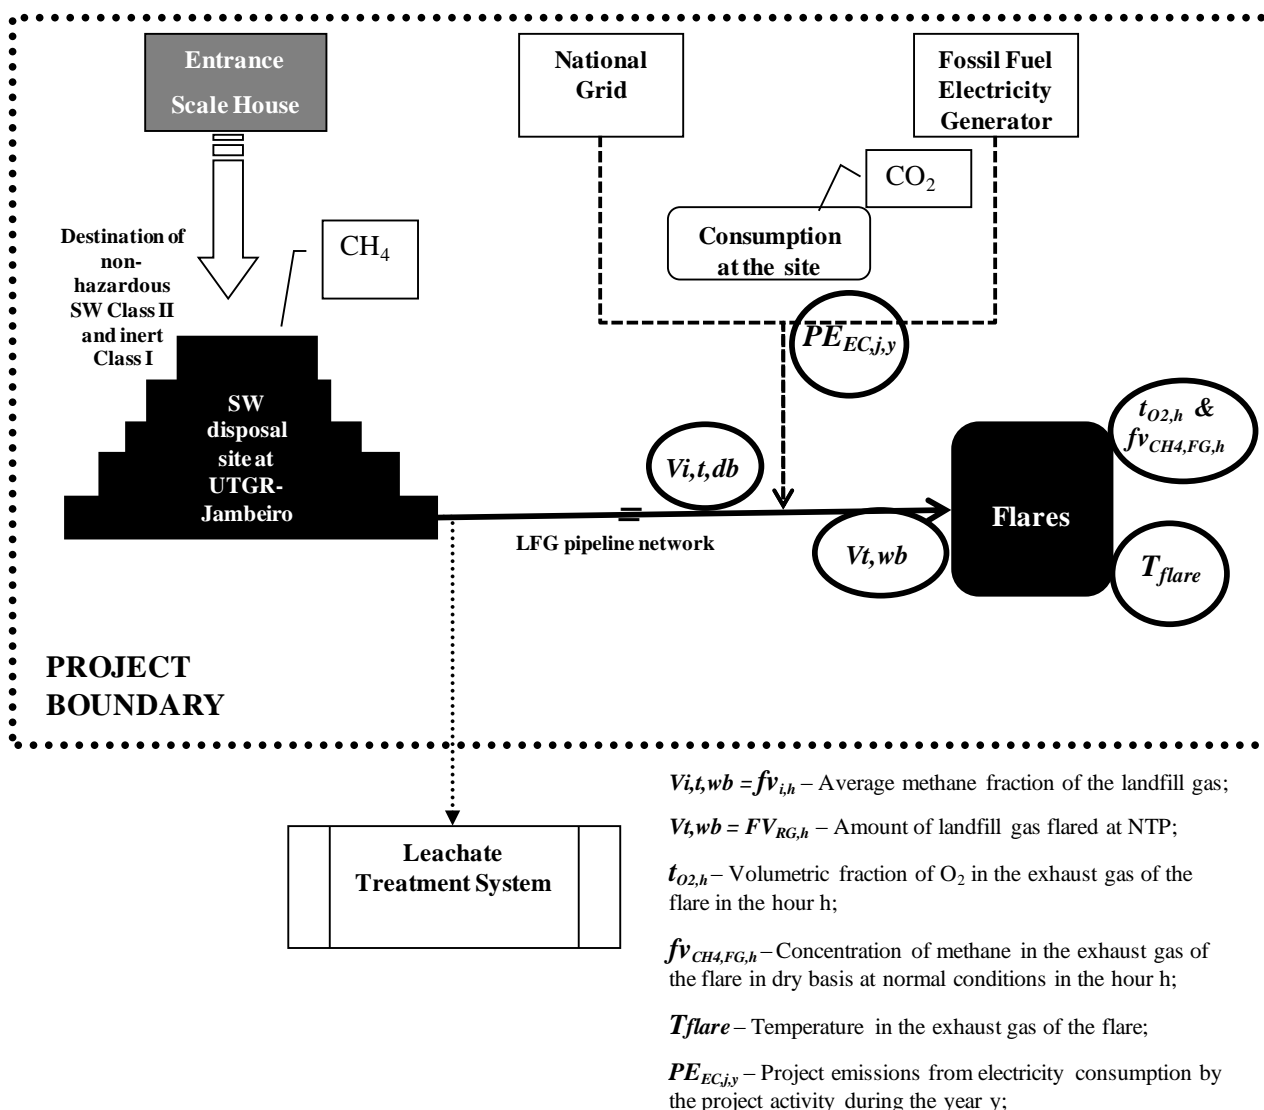 Entrance
Scale House
National
Grid
Fossil Fuel
Electricity
Generator
CO2
Consumption
at the site
Destination of
non-
hazardous
SW Class II
and inert
Class I
CH4
PE EC,j,y
SW
disposal
site at
UTGR-
Jambeiro
Vi,t,db
tO2,h &
fvCH4,FG,h
Flares
LFG pipeline network
Vt,wb
Tflare
PROJECT
BOUNDARY
Leachate
Treatment System
Vi,t,wb = fvi,h – Average methane fraction of the landfill gas;
Vt,wb = FVRG,h – Amount of landfill gas flared at NTP;
tO2,h – Volumetric fraction of O2 in the exhaust gas of the
flare in the hour h;
fvCH4,FG,h – Concentration of methane in the exhaust gas of
the flare in dry basis at normal conditions in the hour h;
Tflare – Temperature in the exhaust gas of the flare;
PEEC,j,y – Project emissions from electricity consumption by
the project activity during the year y;